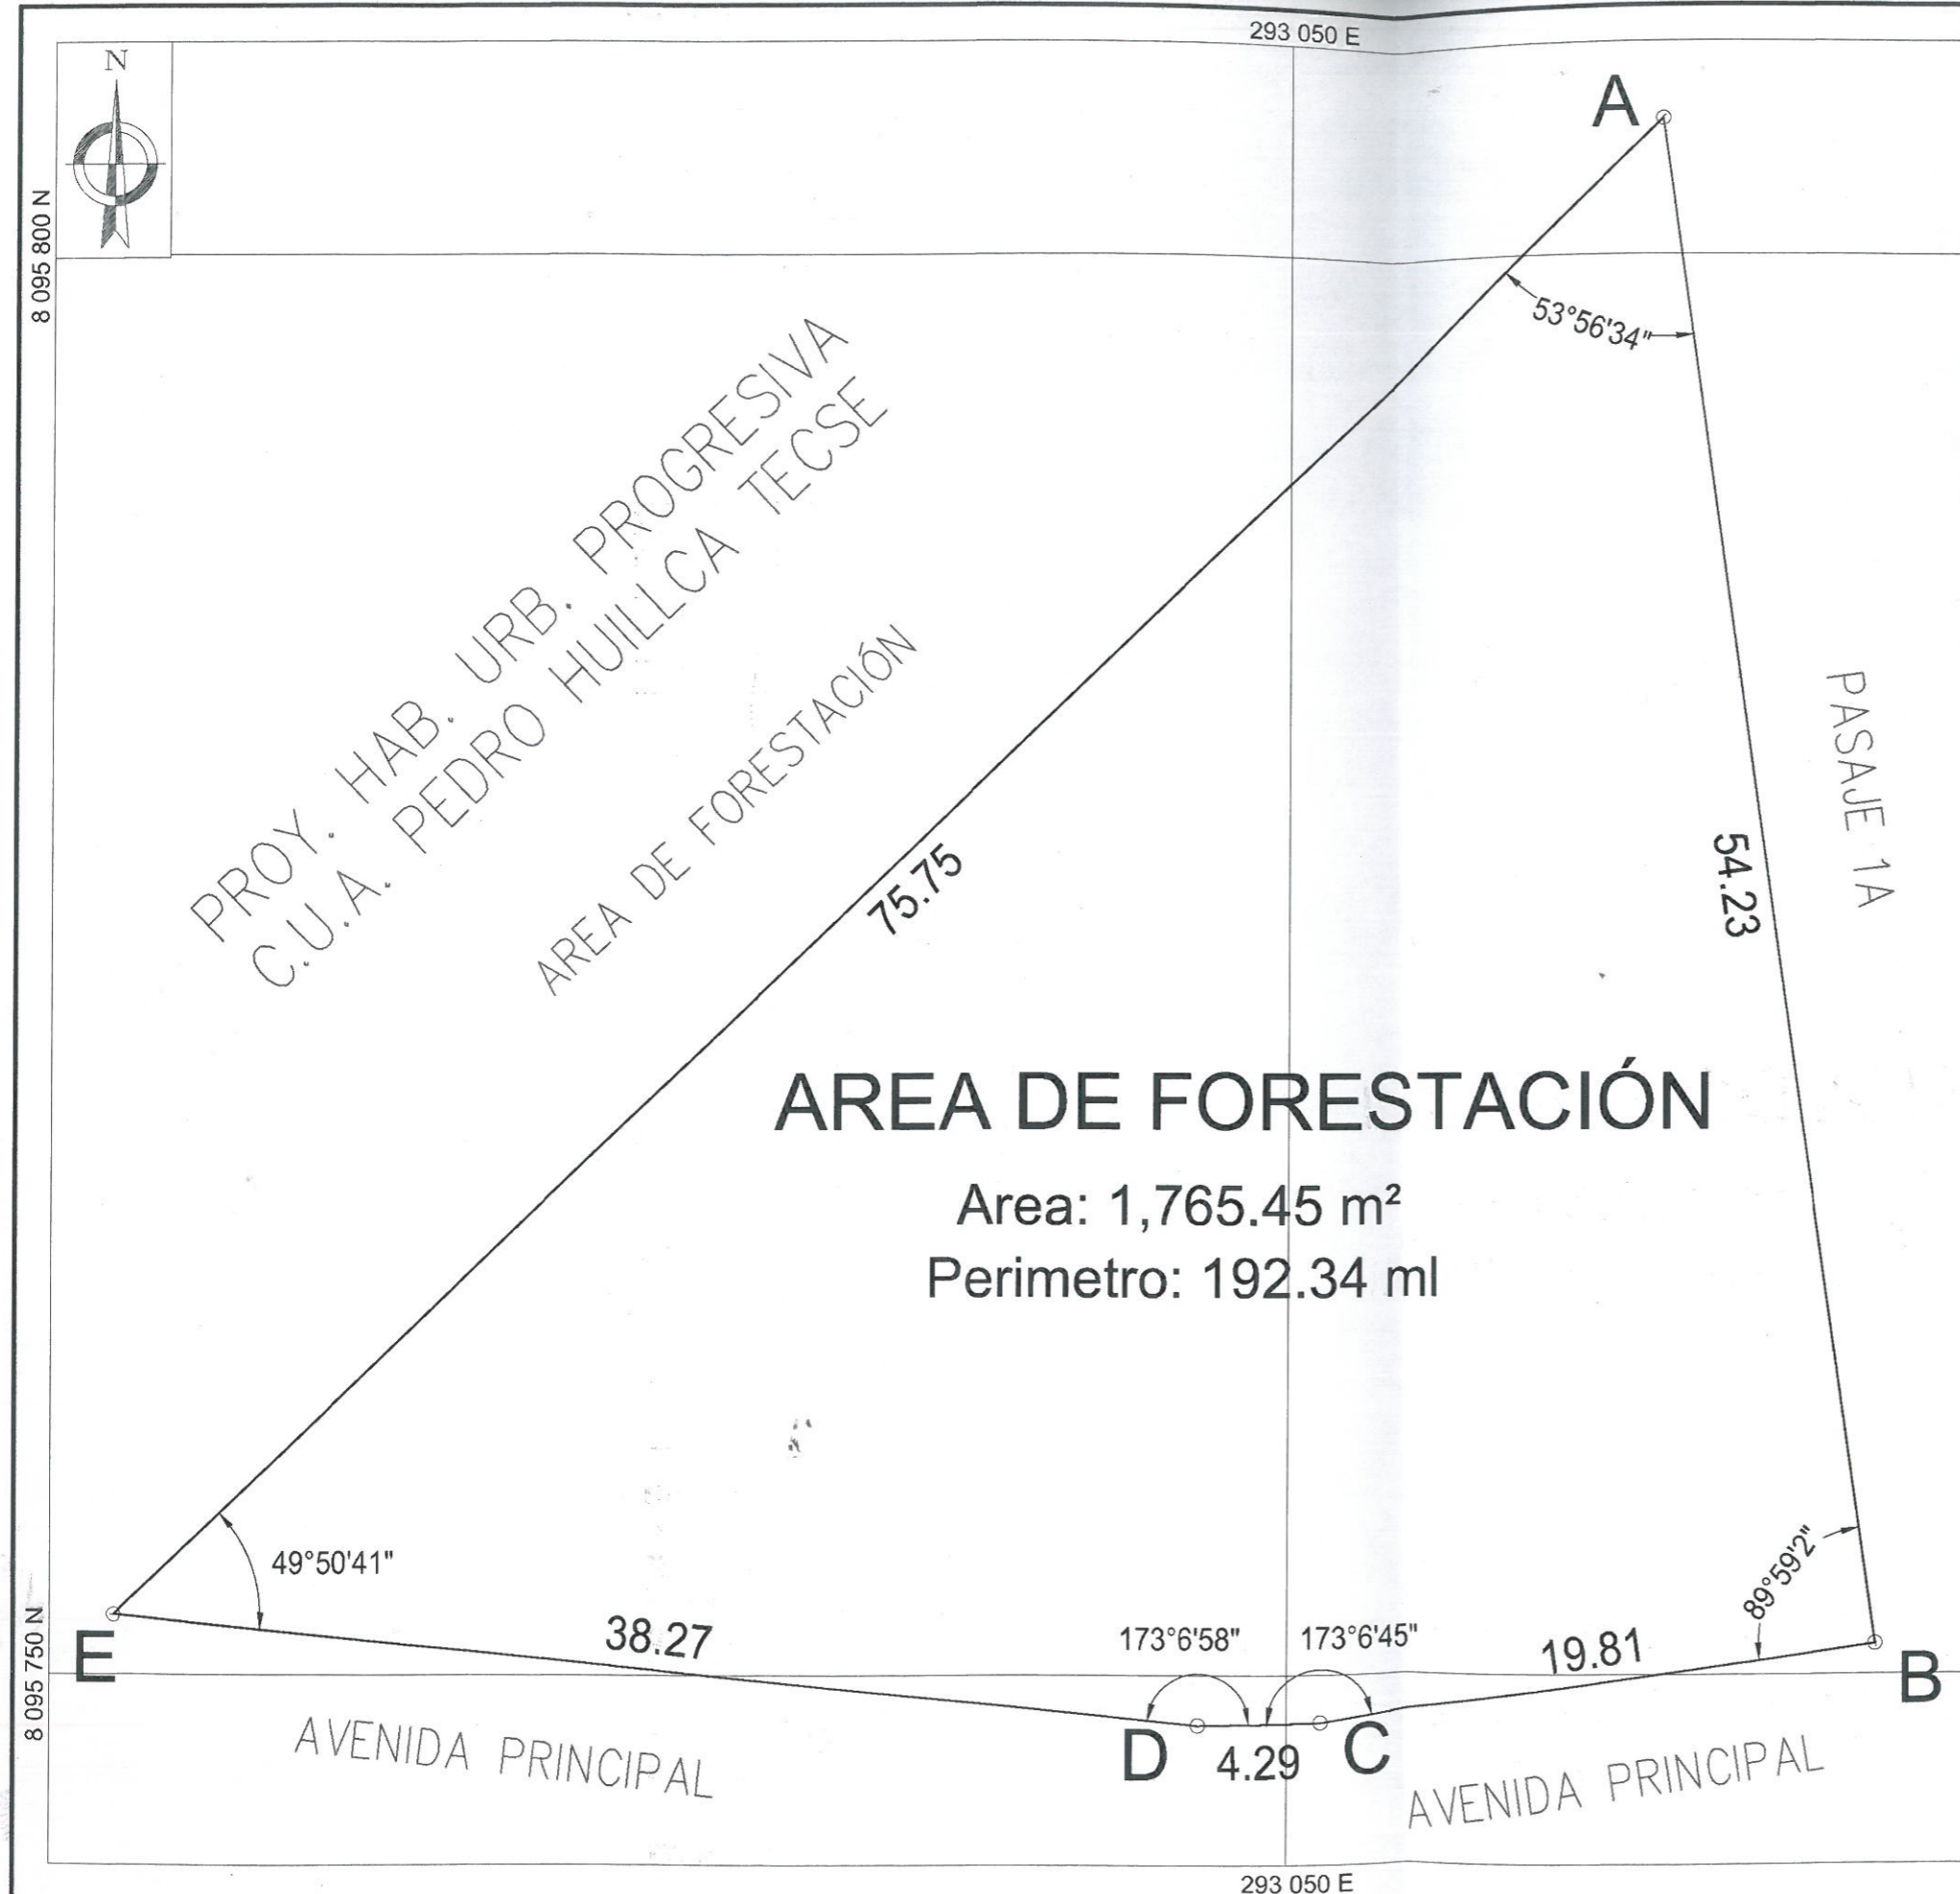 293 050 E
N
A
8 095 800 N
53°56'34"
PROY. HAB. URB. PROGRESIVA
C.U.A. PEDRO HUILLCA TECSE
AREA DE FORESTACIÓN
75.75
54.23
PASAJE 1A
AREA DE FORESTACIÓN
Area: 1,765.45 m²
Perimetro: 192.34 ml
49°50'41"
89°59'2"
E
38.27
173°6'58"
173°6'45"
19.81
B
8 095 750 N
D
4.29
C
AVENIDA PRINCIPAL
AVENIDA PRINCIPAL
293 050 E